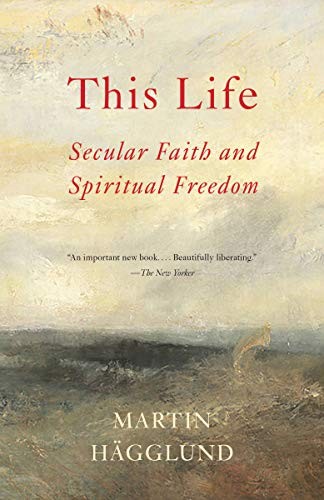 This Life
Secular Faith and
Spiritual Freedom
“An important new book. . . . Beautifully liberating.”
—The New Yorker
MARTIN
HÄGGLUND